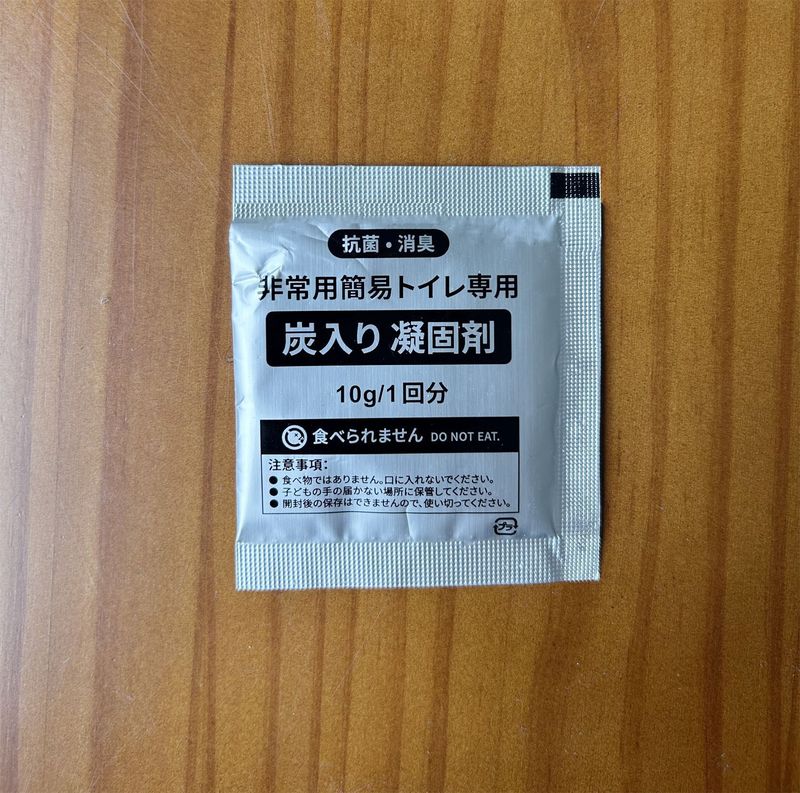 抗菌・消臭
非常用簡易トイレ専用
炭入り 凝固剤
10g/1回分
食べられません DO NOT EAT.
注意事項：
● 食べ物ではありません。口に入れないでください。
● 子どもの手の届かない場所に保管してください。
● 開封後の保存はできませんので、使い切ってください。
プラ